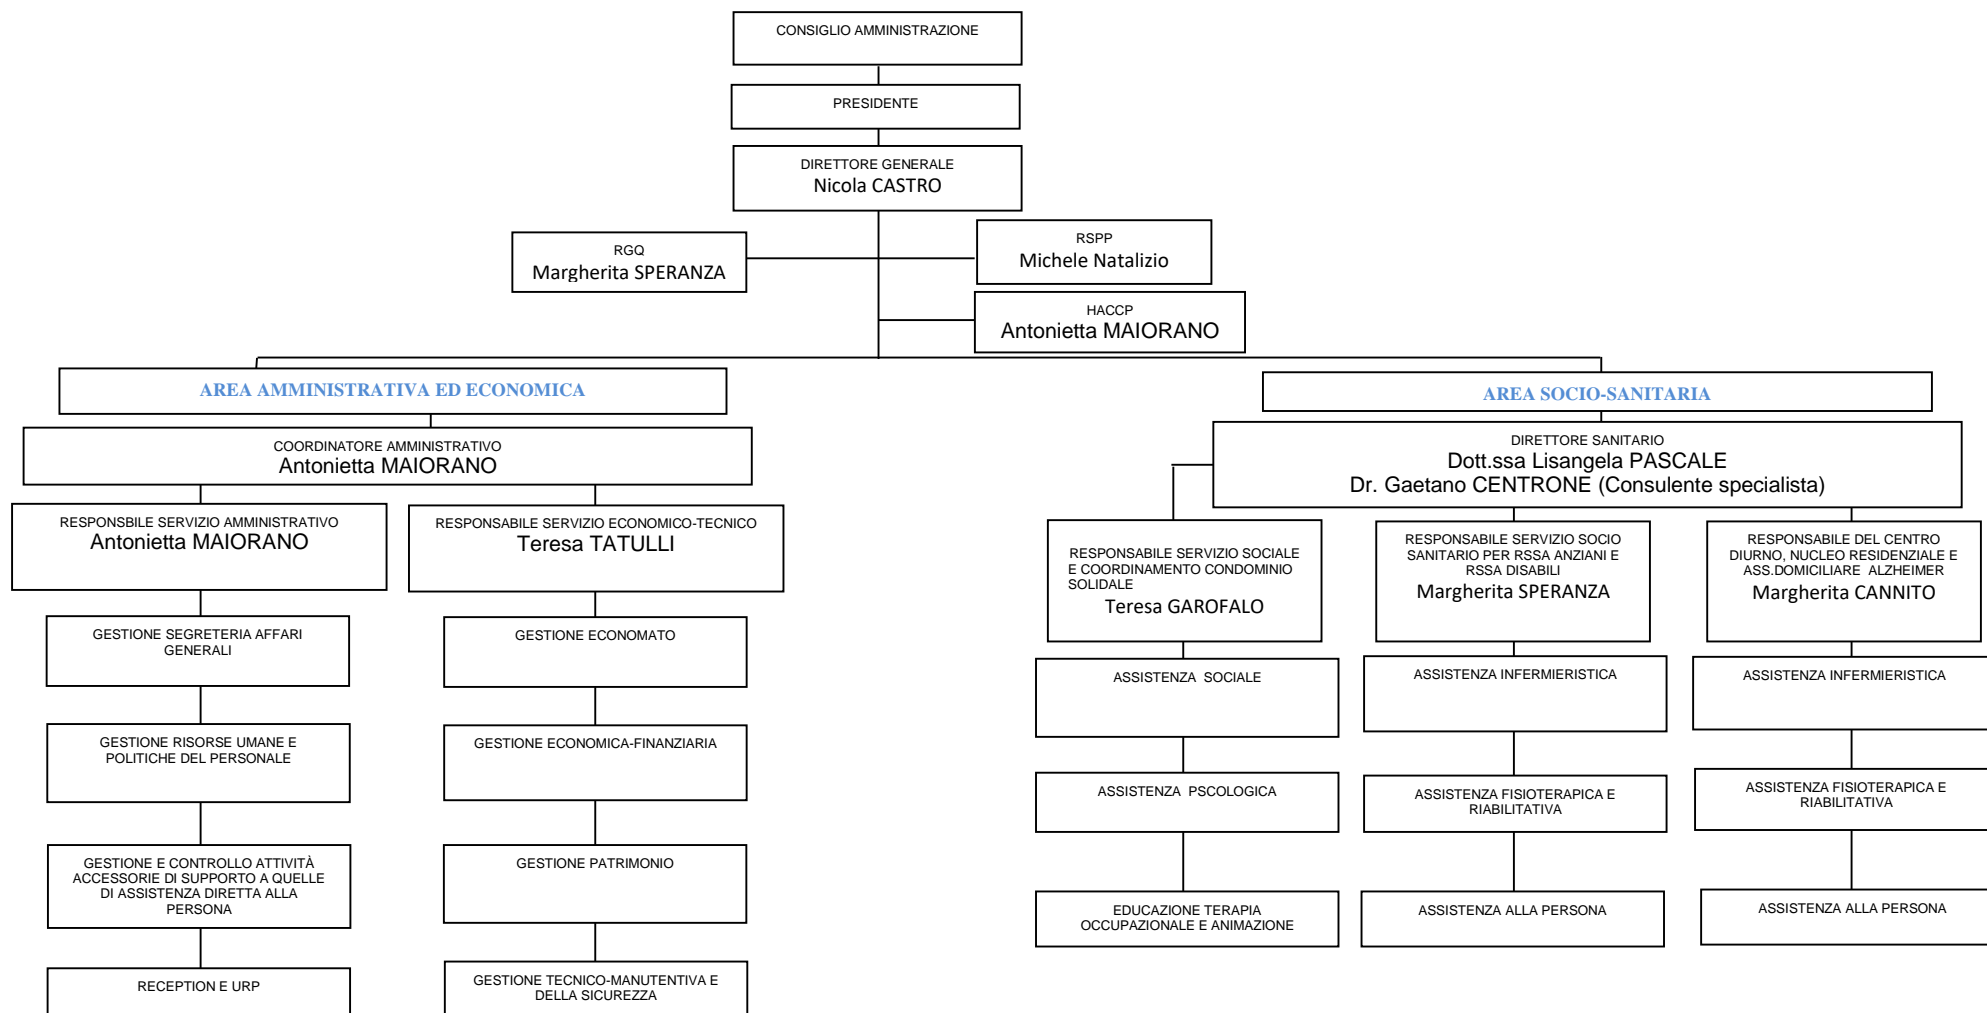 CONSIGLIO AMMINISTRAZIONE
PRESIDENTE
DIRETTORE GENERALE
Nicola CASTRO
RGQ
Margherita SPERANZA
RSPP
Michele Natalizio
HACCP
Antonietta MAIORANO
AREA AMMINISTRATIVA ED ECONOMICA
COORDINATORE AMMINISTRATIVO
Antonietta MAIORANO
RESPONSBILE SERVIZIO AMMINISTRATIVO
Antonietta MAIORANO
GESTIONE SEGRETERIA AFFARI
GENERALI
GESTIONE RISORSE UMANE E
POLITICHE DEL PERSONALE
GESTIONE E CONTROLLO ATTIVITÀ
ACCESSORIE DI SUPPORTO A QUELLE
DI ASSISTENZA DIRETTA ALLA
PERSONA
RECEPTION E URP
RESPONSABILE SERVIZIO ECONOMICO-TECNICO
Teresa TATULLI
GESTIONE ECONOMATO
GESTIONE ECONOMICA-FINANZIARIA
GESTIONE PATRIMONIO
GESTIONE TECNICO-MANUTENTIVA E
DELLA SICUREZZA
AREA SOCIO-SANITARIA
DIRETTORE SANITARIO
Dott.ssa Lisangela PASCALE
Dr. Gaetano CENTRONE (Consulente specialista)
RESPONSABILE SERVIZIO SOCIALE
E COORDINAMENTO CONDOMINIO
SOLIDALE
Teresa GAROFALO
ASSISTENZA SOCIALE
ASSISTENZA PSCOLOGICA
EDUCAZIONE TERAPIA
OCCUPAZIONALE E ANIMAZIONE
RESPONSABILE SERVIZIO SOCIO
SANITARIO PER RSSA ANZIANI E
RSSA DISABILI
Margherita SPERANZA
ASSISTENZA INFERMIERISTICA
ASSISTENZA FISIOTERAPICA E
RIABILITATIVA
ASSISTENZA ALLA PERSONA
RESPONSABILE DEL CENTRO
DIURNO, NUCLEO RESIDENZIALE E
ASS.DOMICILIARE ALZHEIMER
Margherita CANNITO
ASSISTENZA INFERMIERISTICA
ASSISTENZA FISIOTERAPICA E
RIABILITATIVA
ASSISTENZA ALLA PERSONA